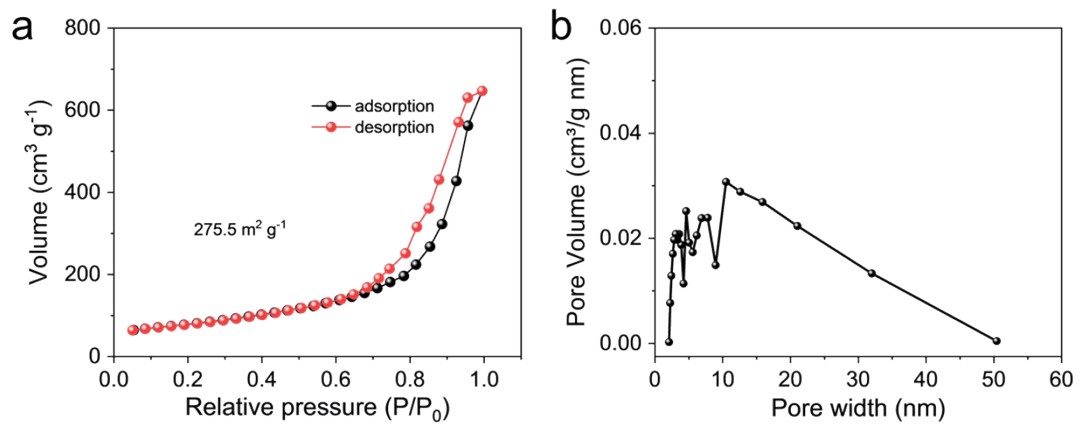 a
800
600
400
200
0
Volume (cm³ g⁻¹)
adsorption
desorption
275.5 m² g⁻¹
0.0 0.2 0.4 0.6 0.8 1.0
Relative pressure (P/P₀)
b
0.06
0.04
0.02
0.00
Pore Volume (cm³/g nm)
0 10 20 30 40 50 60
Pore width (nm)